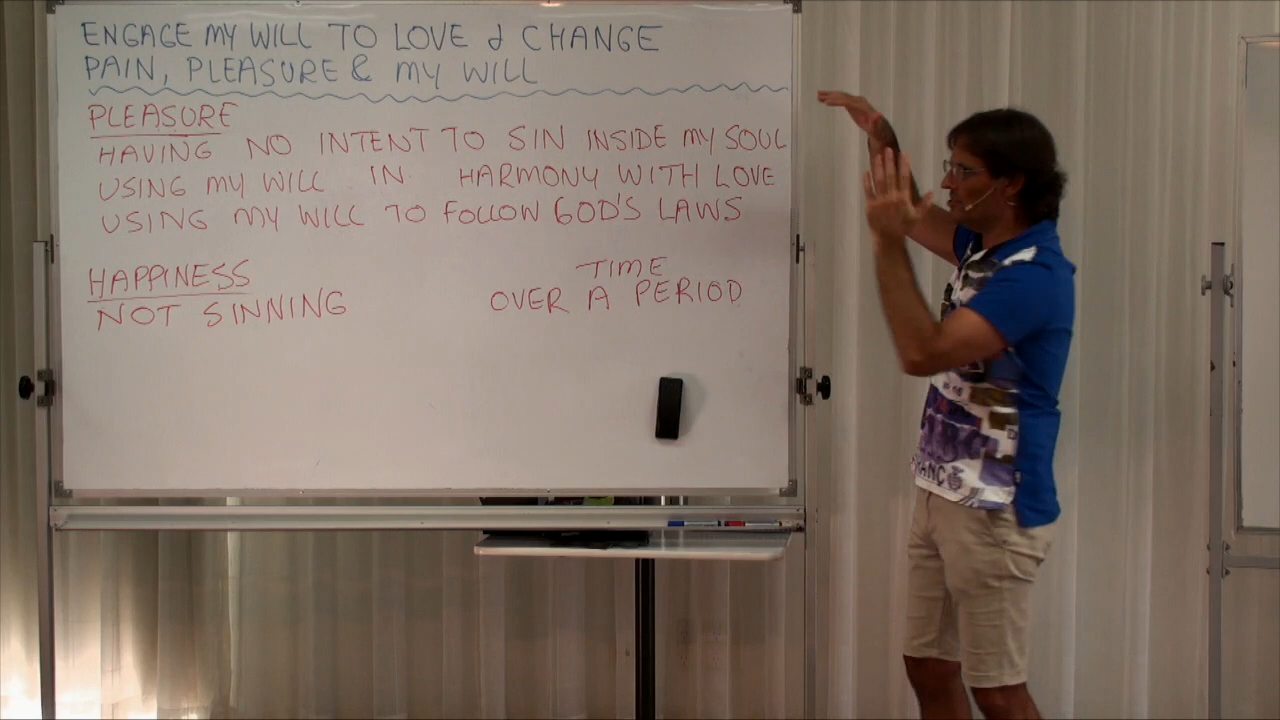 ENGAGE MY WILL TO LOVE & CHANGE
PAIN, PLEASURE & MY WILL
PLEASURE
HAVING NO INTENT TO SIN INSIDE MY SOUL
USING MY WILL IN HARMONY WITH LOVE
USING MY WILL TO FOLLOW GOD'S LAWS
HAPPINESS
NOT SINNING
TIME
OVER A PERIOD